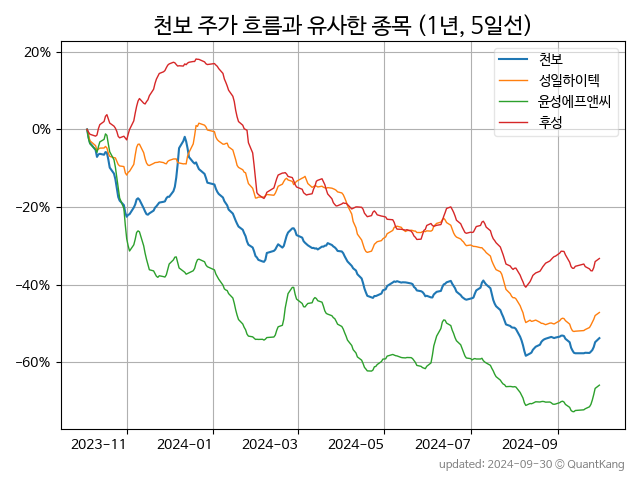 천보 주가 흐름과 유사한 종목 (1년, 5일선)
천보
성일하이텍
윤성에프앤씨
후성
20%
0%
−20%
−40%
−60%
2023-11 2024-01 2024-03 2024-05 2024-07 2024-09
updated: 2024-09-30 © QuantKang